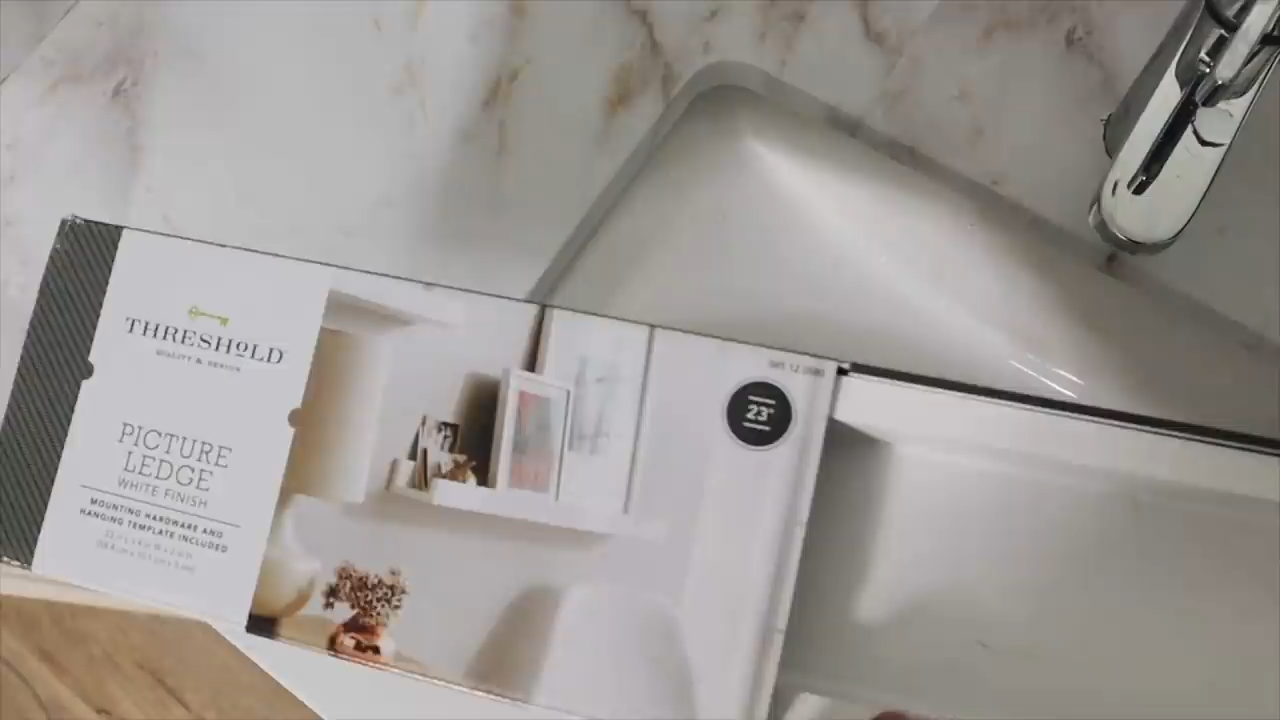 THRESHOLD
QUALITY & DESIGN
PICTURE
LEDGE
WHITE FINISH
MOUNTING HARDWARE AND
HANGING TEMPLATE INCLUDED
23"